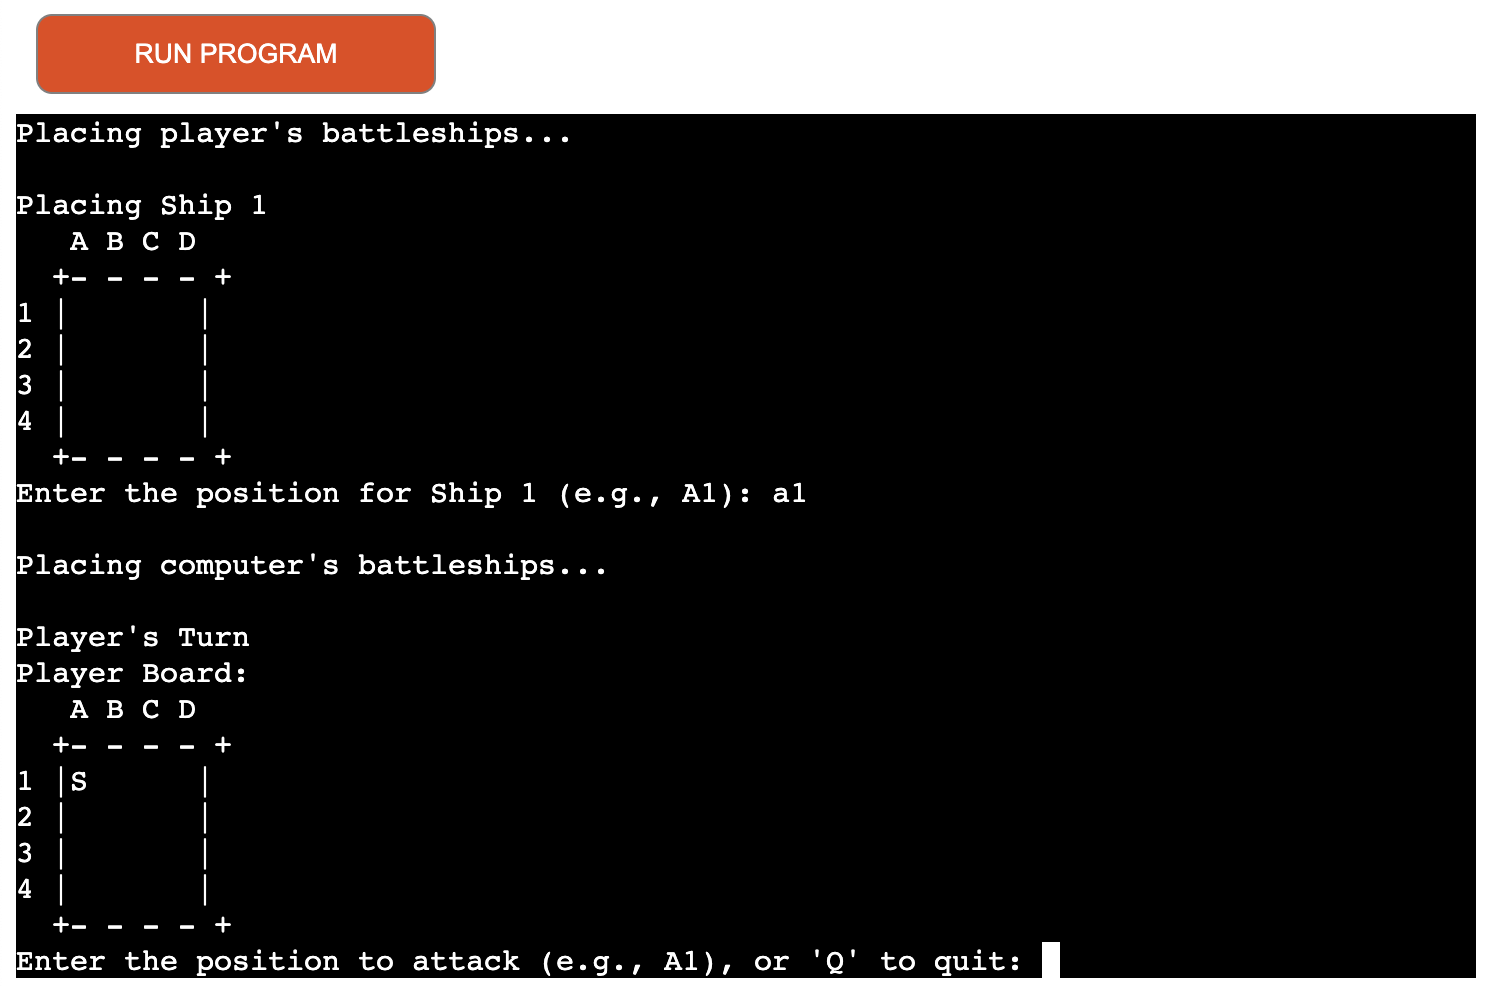 RUN PROGRAM
Placing player's battleships...

Placing Ship 1
   A B C D
  +- - - - +
1 |       |
2 |       |
3 |       |
4 |       |
  +- - - - +
Enter the position for Ship 1 (e.g., A1): a1

Placing computer's battleships...

Player's Turn
Player Board:
   A B C D
  +- - - - +
1 |S      |
2 |       |
3 |       |
4 |       |
  +- - - - +
Enter the position to attack (e.g., A1), or 'Q' to quit: